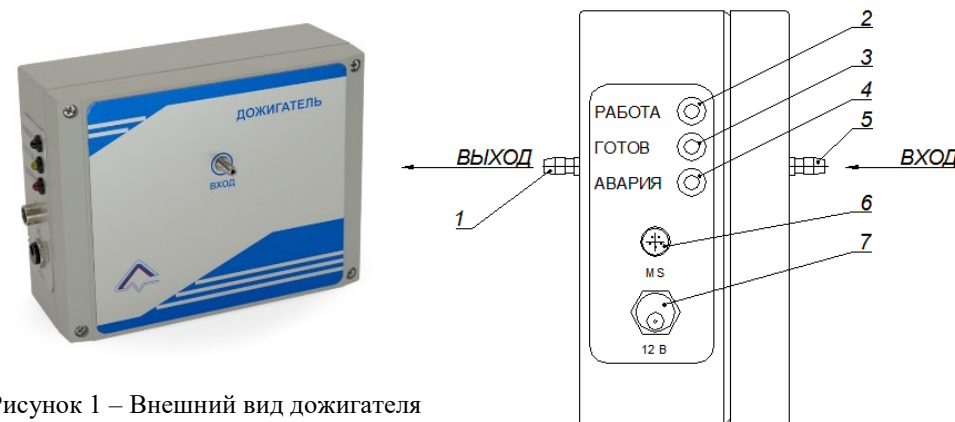 ДОЖИГАТЕЛЬ
ВХОД
исунок 1 – Внешний вид дожигателя
РАБОТА
ГОТОВ
АВАРИЯ
MS
12 В
ВЫХОД
ВХОД
1
2
3
4
5
6
7